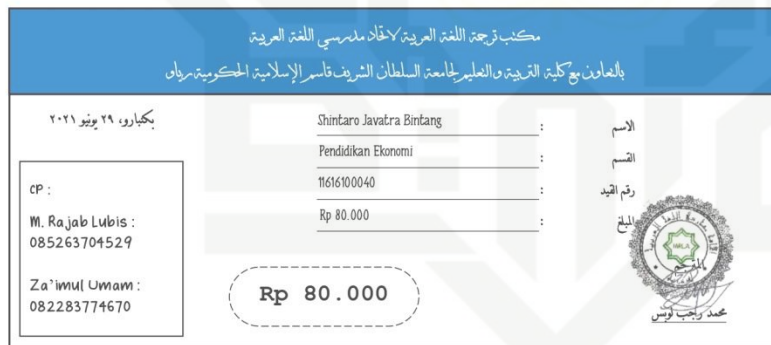 مكتب ترجمة اللغة العربية لاتحاد مدرسي اللغة العربية
بالتعاون مع كلية التربية والتعليم لجامعة السلطان الشريف قاسم الإسلامية الحكومية رياو
بكنبارو، ٢٩ يونيو ٢٠٢١
الاسم : Shintaro Javatra Bintang
القسم : Pendidikan Ekonomi
رقم القيد : 11616100040
المبلغ : Rp 80.000
CP :
M. Rajab Lubis :
085263704529
Za'imul Umam :
082283774670
Rp 80.000
المترجم
محمد رجب لوبس